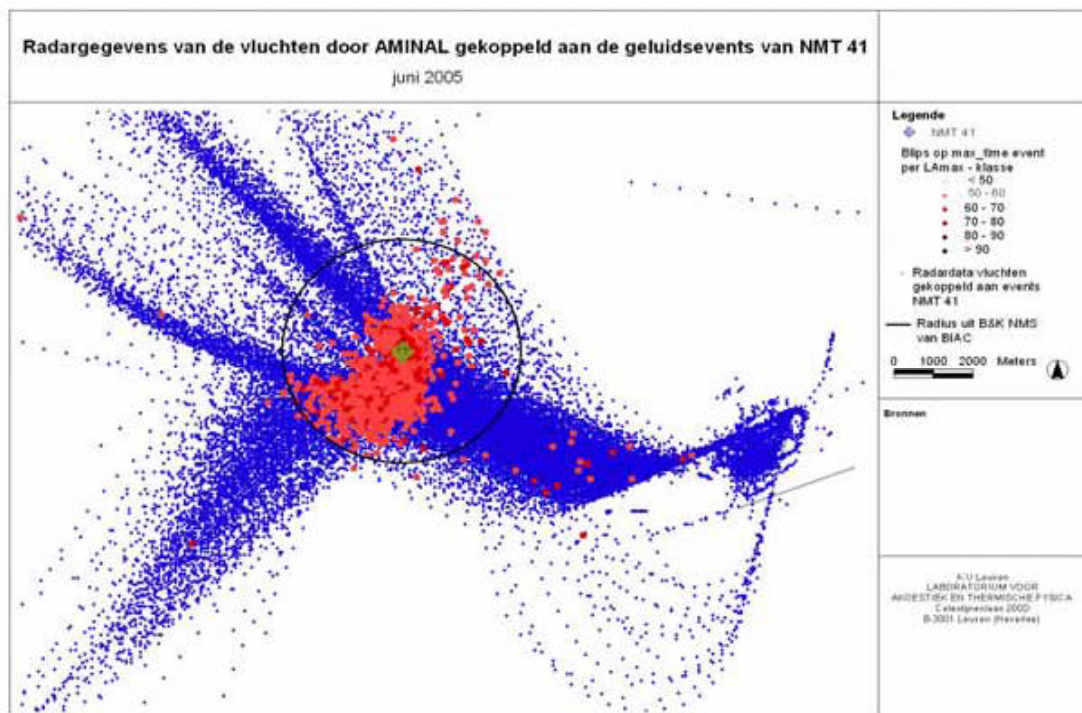 Radargegevens van de vluchten door AMINAL gekoppeld aan de geluidsevents van NMT 41
juni 2005
Legende
NMT 41
Blips op max_time event
per LAmax - klasse
< 50
50 - 60
60 - 70
70 - 80
80 - 90
> 90
Radardata vluchten
gekoppeld aan events
NMT 41
Radius uit B&K NMS
van BIAC
0 1000 2000 Meters
Bronnen
K.U.Leuven
LABORATORIUM VOOR
AKOESTIEK EN THERMISCHE FYSICA
Celestijnenlaan 200D
B-3001 Leuven (Heverlee)